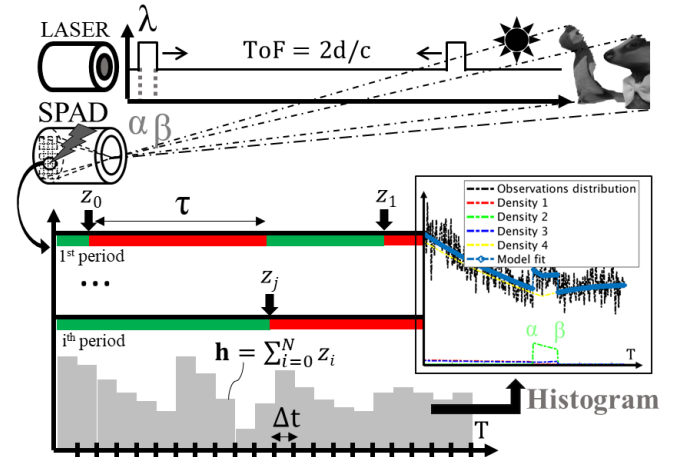 LASER
λ
ToF = 2d/c
α β
SPAD
z₀
τ
z₁
1st period
...
zⱼ
ith period
h = ∑ᵢ₌₀ᴺ zᵢ
Δt
T
Observations distribution
Density 1
Density 2
Density 3
Density 4
Model fit
α β
T
Histogram